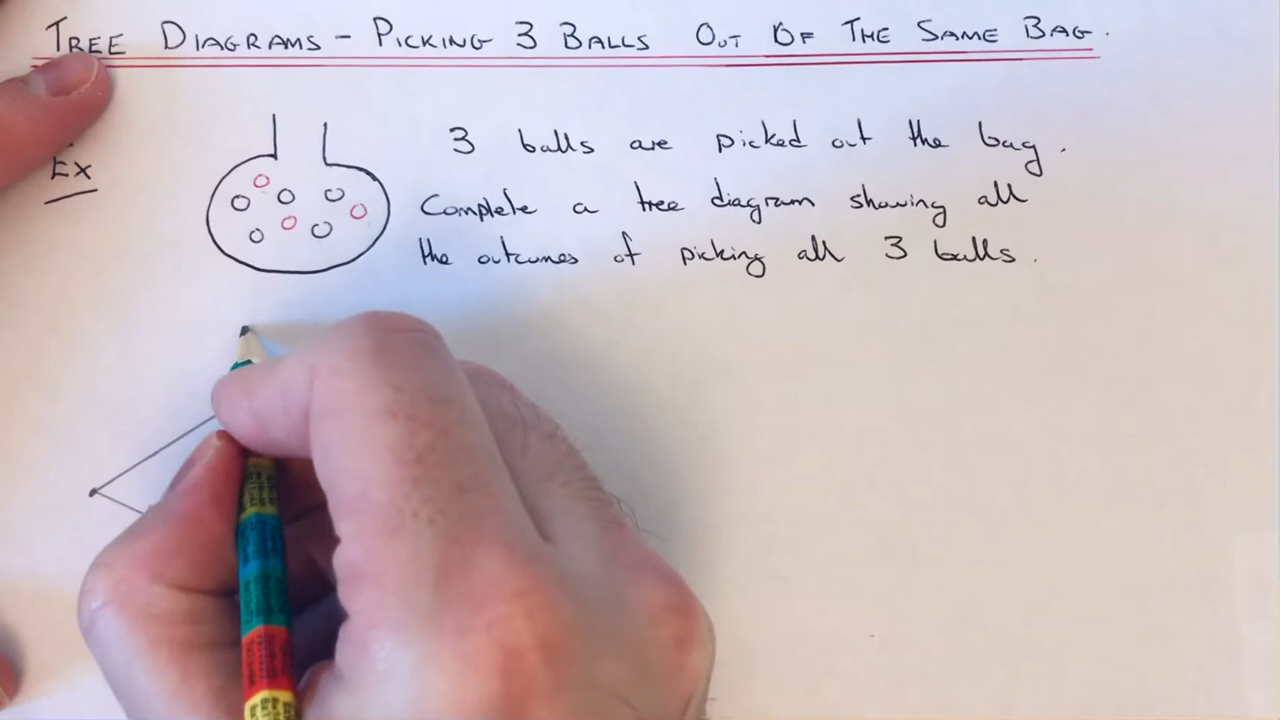 TREE DIAGRAMS - PICKING 3 BALLS OUT OF THE SAME BAG.
Ex
3 balls are picked out the bag.
Complete a tree diagram showing all
the outcomes of picking all 3 balls.